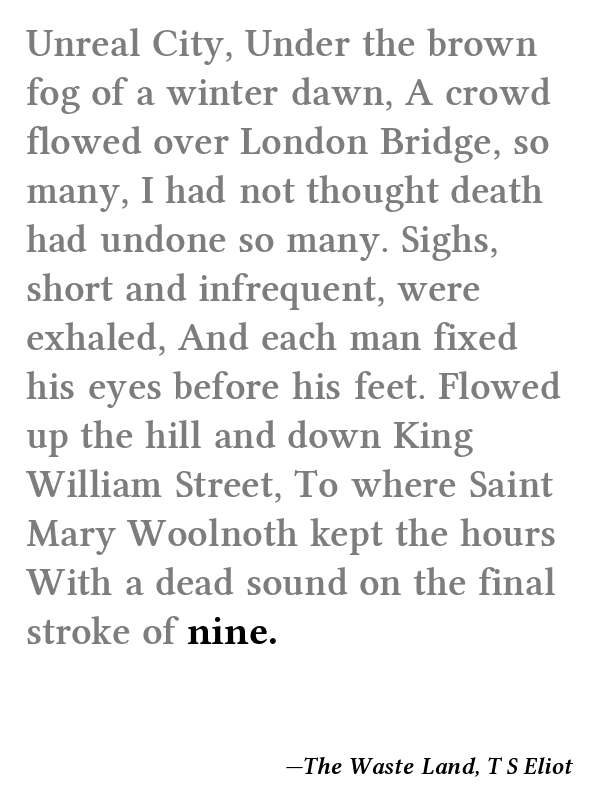 Unreal City, Under the brown
fog of a winter dawn, A crowd
flowed over London Bridge, so
many, I had not thought death
had undone so many. Sighs,
short and infrequent, were
exhaled, And each man fixed
his eyes before his feet. Flowed
up the hill and down King
William Street, To where Saint
Mary Woolnoth kept the hours
With a dead sound on the final
stroke of nine.
—The Waste Land, T S Eliot